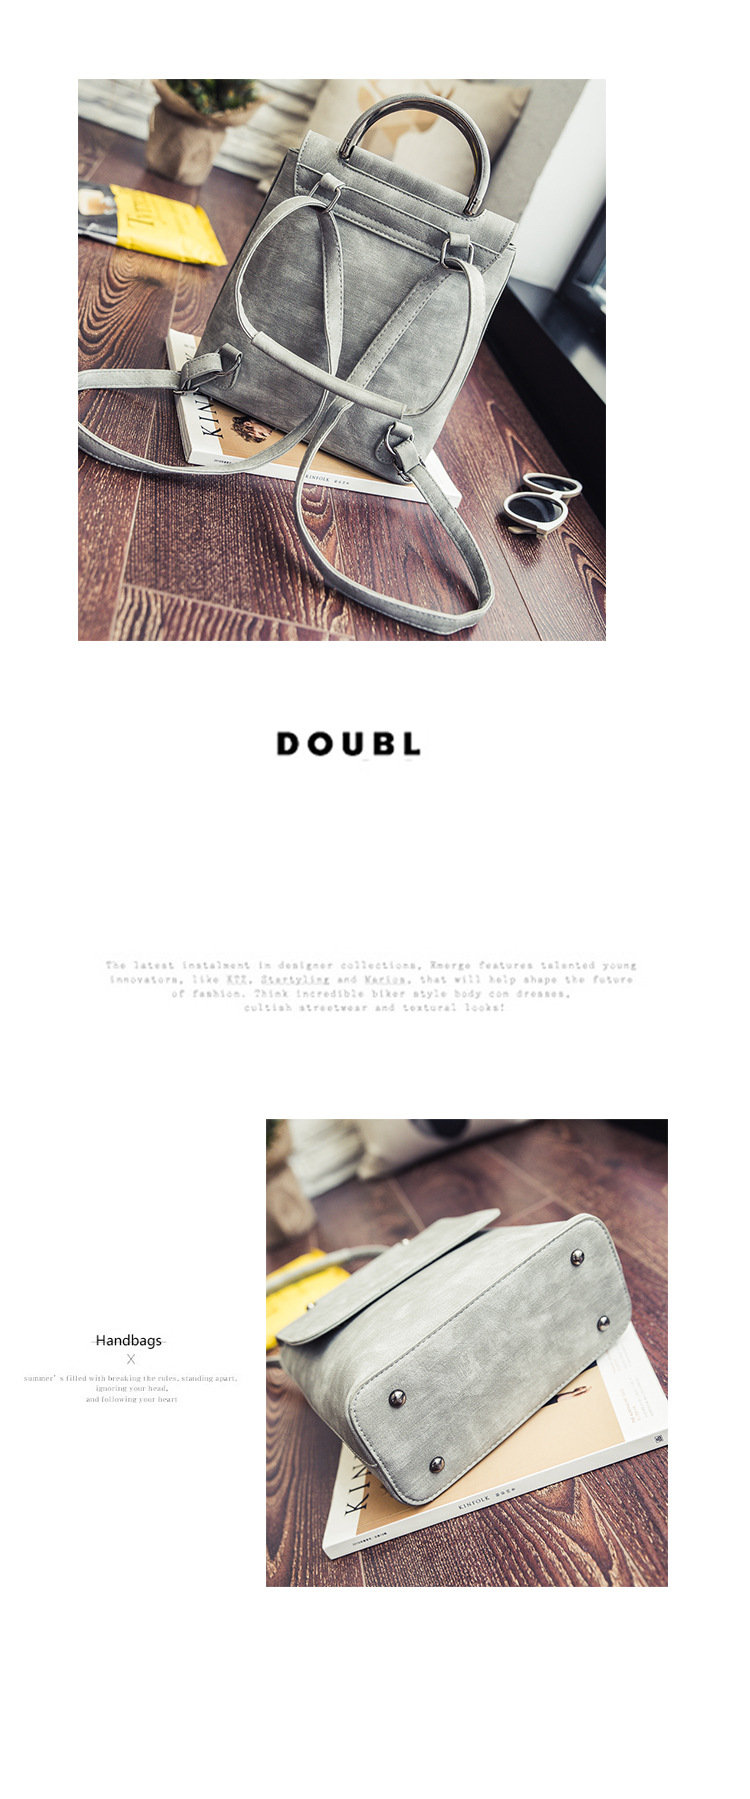 KIN
KINFOLK
DOUBL
The latest instalment in designer collections, Emerge features talented young
innovators, like KTZ, Startyling and Marios, that will help shape the future
of fashion. Think incredible biker style body con dresses,
cultish streetwear and textural looks!
Handbags
X
summer's filled with breaking the rules, standing apart,
ignoring your head,
and following your heart
KIN
KINFOLK